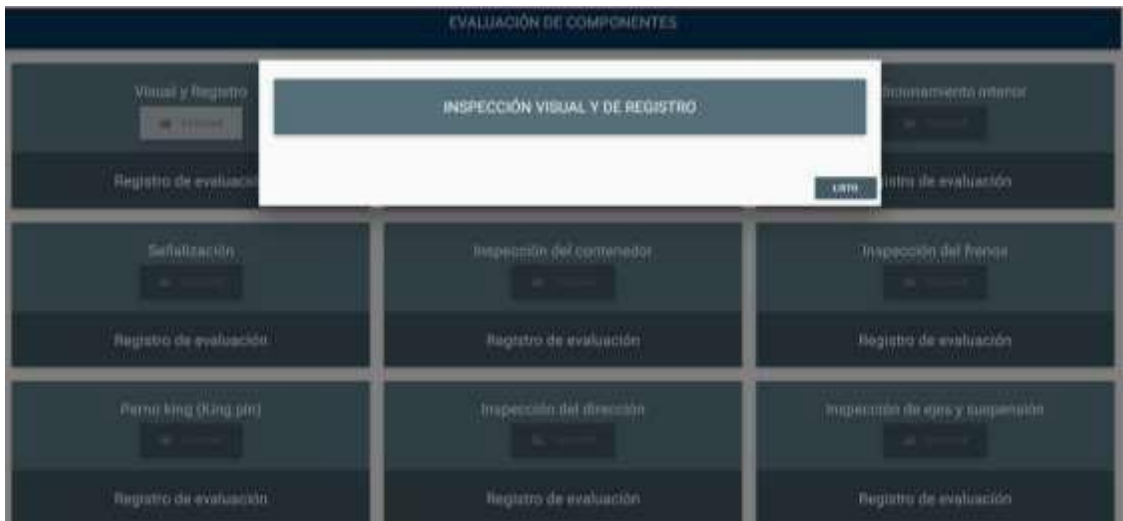 EVALUACIÓN DE COMPONENTES
Visual y Registro
INSPECCIÓN VISUAL Y DE REGISTRO
interior
Registro de
LISTO
de evaluación
Señalización
Inspección del contenedor
Inspección del frenos
Registro de evaluación
Registro de evaluación
Registro de evaluación
Perno king (King pin)
Inspección del dirección
Inspección de ejes y suspensión
Registro de evaluación
Registro de evaluación
Registro de evaluación